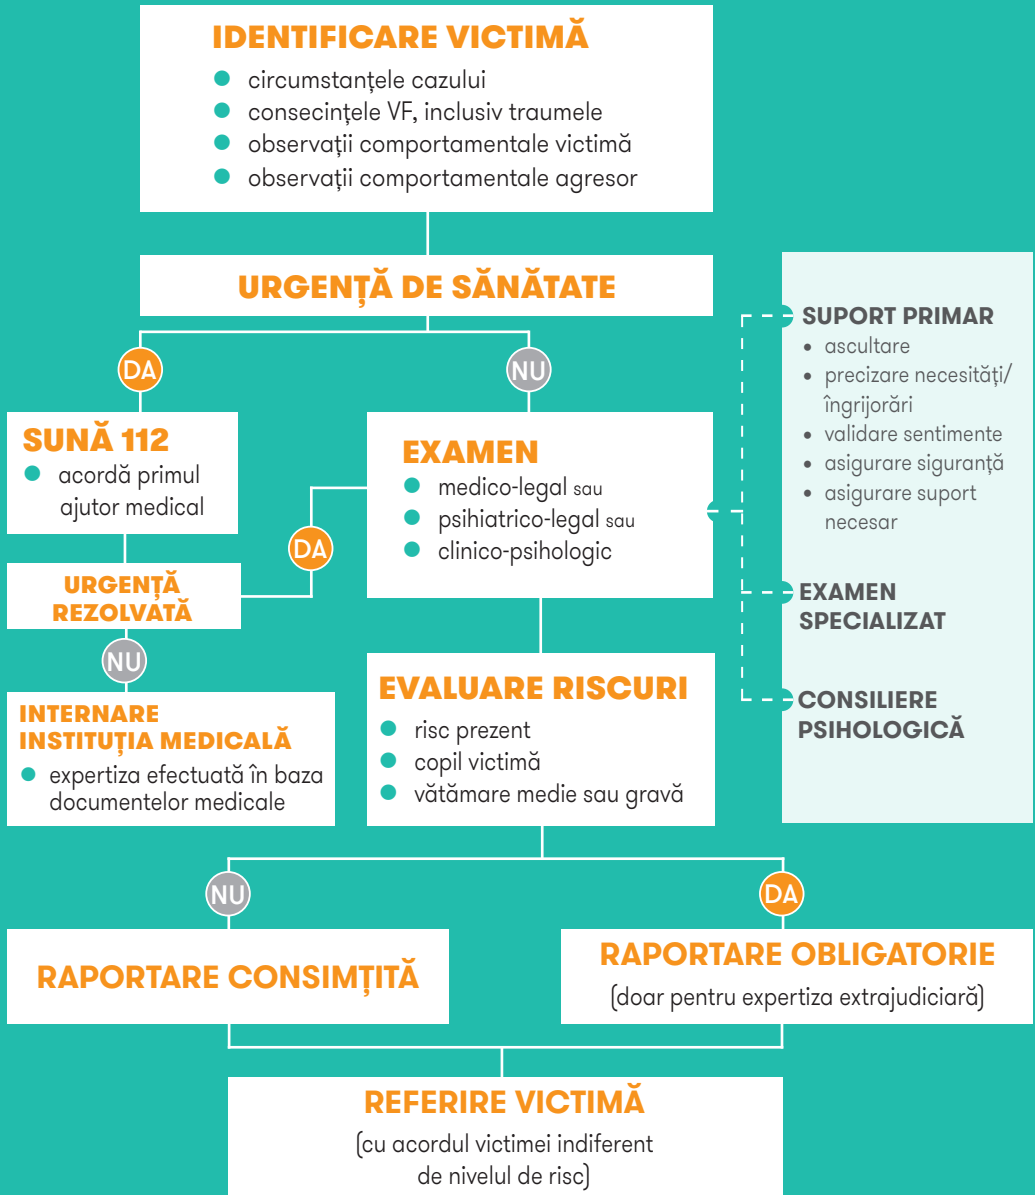 IDENTIFICARE VICTIMĂ
circumstanțele cazului
consecințele VF, inclusiv traumele
observații comportamentale victimă
observații comportamentale agresor
URGENȚĂ DE SĂNĂTATE
DA
NU
SUNĂ 112
acordă primul
ajutor medical
URGENȚĂ
REZOLVATĂ
DA
NU
INTERNARE
INSTITUȚIA MEDICALĂ
expertiza efectuată în baza
documentelor medicale
EXAMEN
medico-legal sau
psihiatrico-legal sau
clinico-psihologic
SUPORT PRIMAR
ascultare
precizare necesități/
îngrijorări
validare sentimente
asigurare siguranță
asigurare suport
necesar
EXAMEN
SPECIALIZAT
CONSILIERE
PSIHOLOGICĂ
EVALUARE RISCURI
risc prezent
copil victimă
vătămare medie sau gravă
NU
DA
RAPORTARE CONSIMȚITĂ
RAPORTARE OBLIGATORIE
(doar pentru expertiza extrajudiciară)
REFERIRE VICTIMĂ
(cu acordul victimei indiferent
de nivelul de risc)